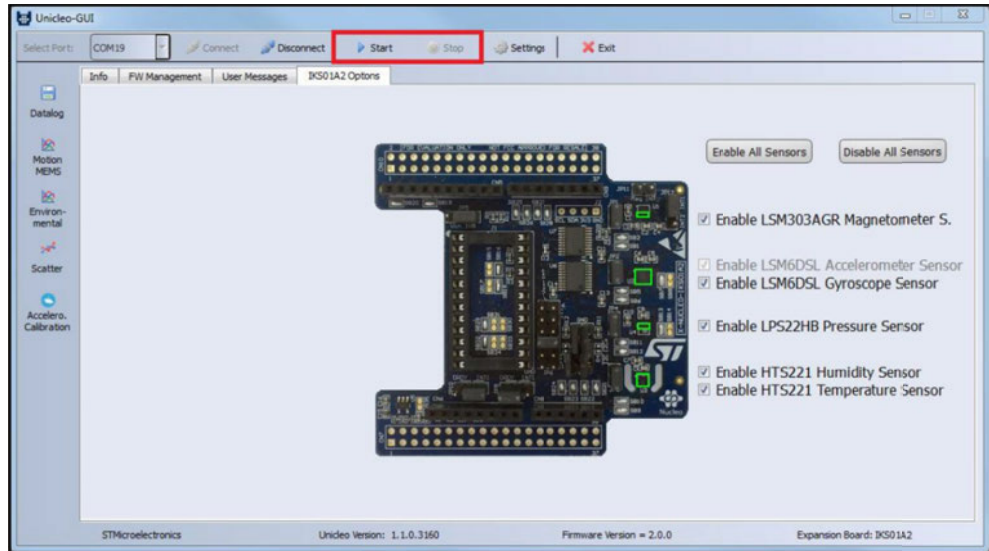 Unicleo-GUI
Select Port: COM19 Connect Disconnect Start Stop Settings Exit
Info FW Management User Messages IKS01A2 Options
Datalog
Motion
MEMS
Environ-
mental
Scatter
Accelero.
Calibration
Enable All Sensors Disable All Sensors
Enable LSM303AGR Magnetometer S.
Enable LSM6DSL Accelerometer Sensor
Enable LSM6DSL Gyroscope Sensor
Enable LPS22HB Pressure Sensor
Enable HTS221 Humidity Sensor
Enable HTS221 Temperature Sensor
Nucleo
STMicroelectronics Unicleo Version: 1.1.0.3160 Firmware Version = 2.0.0 Expansion Board: IKS01A2